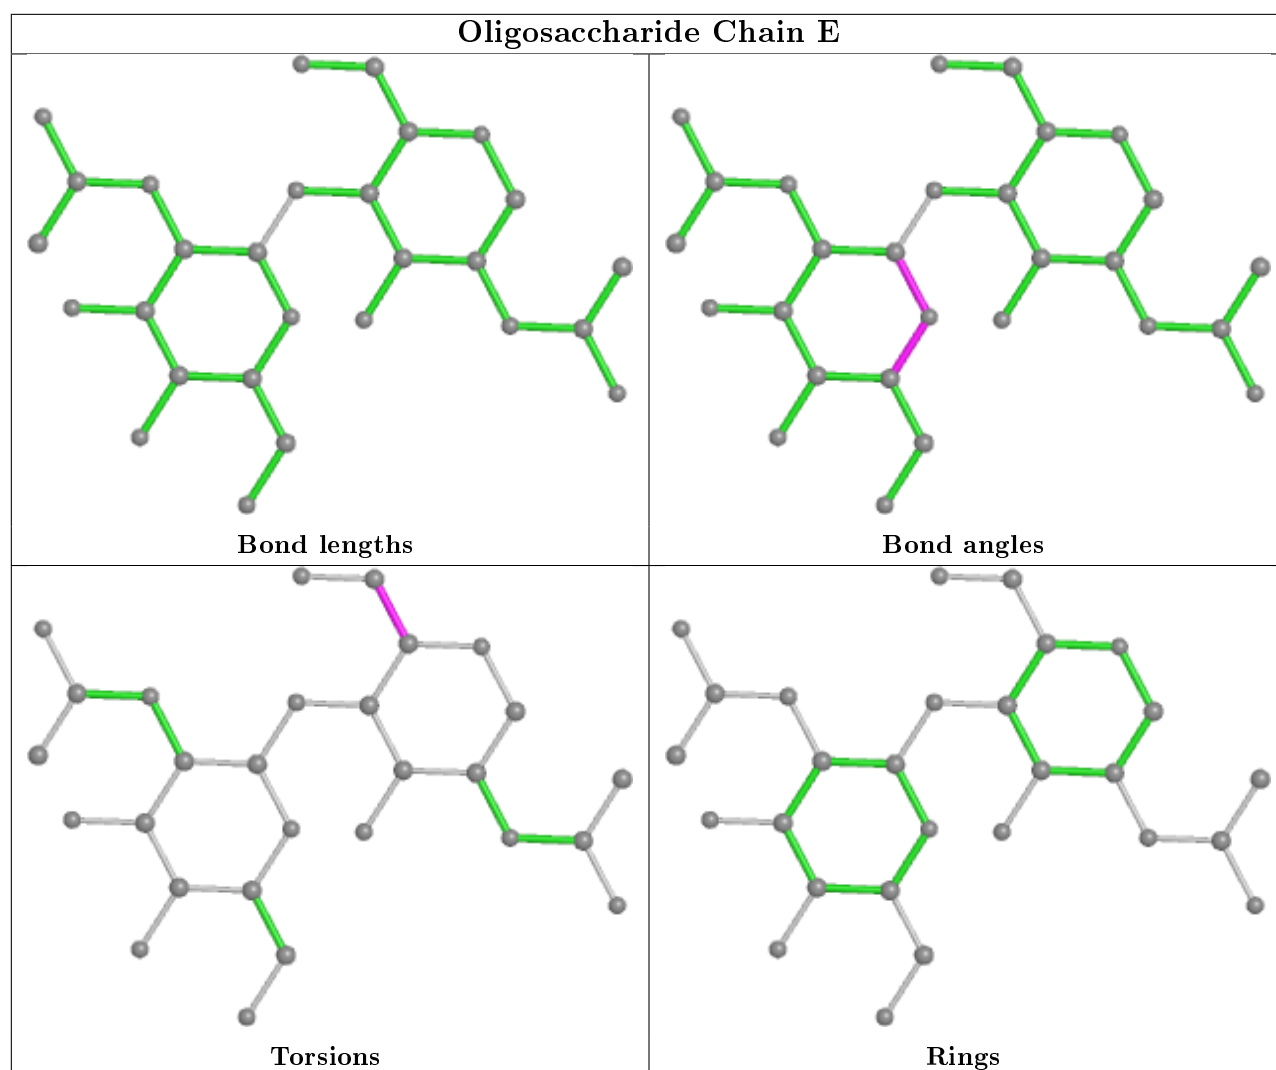 Oligosaccharide Chain E
Bond lengths
Bond angles
Torsions
Rings